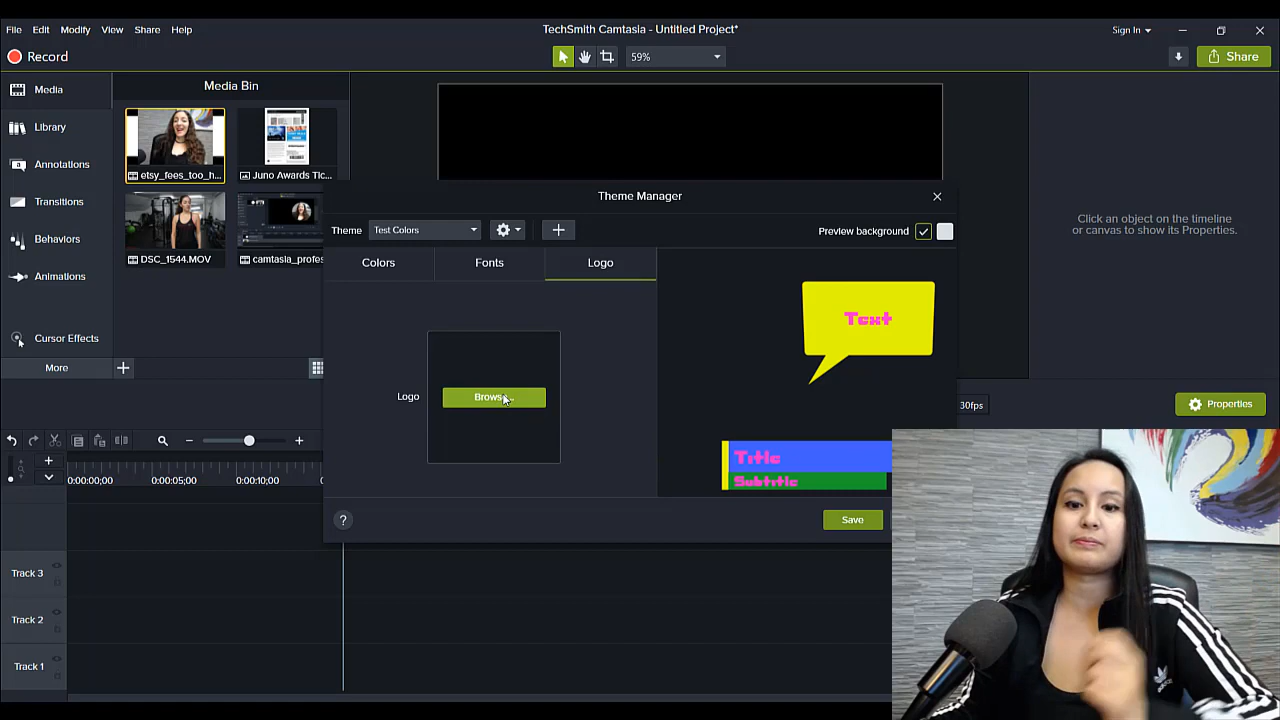 File Edit Modify View Share Help
TechSmith Camtasia - Untitled Project*
Sign In
Record
59%
Share
Media
Library
Annotations
Transitions
Behaviors
Animations
Cursor Effects
More
Media Bin
etsy_fees_too_h...
Juno Awards Tic...
DSC_1544.MOV
camtasia_profes
Click an object on the timeline
or canvas to show its Properties.
Theme Manager
Theme
Test Colors
Preview background
Colors
Fonts
Logo
Logo
Browse...
Text
Title
Subtitle
?
Save
30fps
Properties
0:00:00;00
0:00:05;00
0:00:10;00
Track 3
Track 2
Track 1